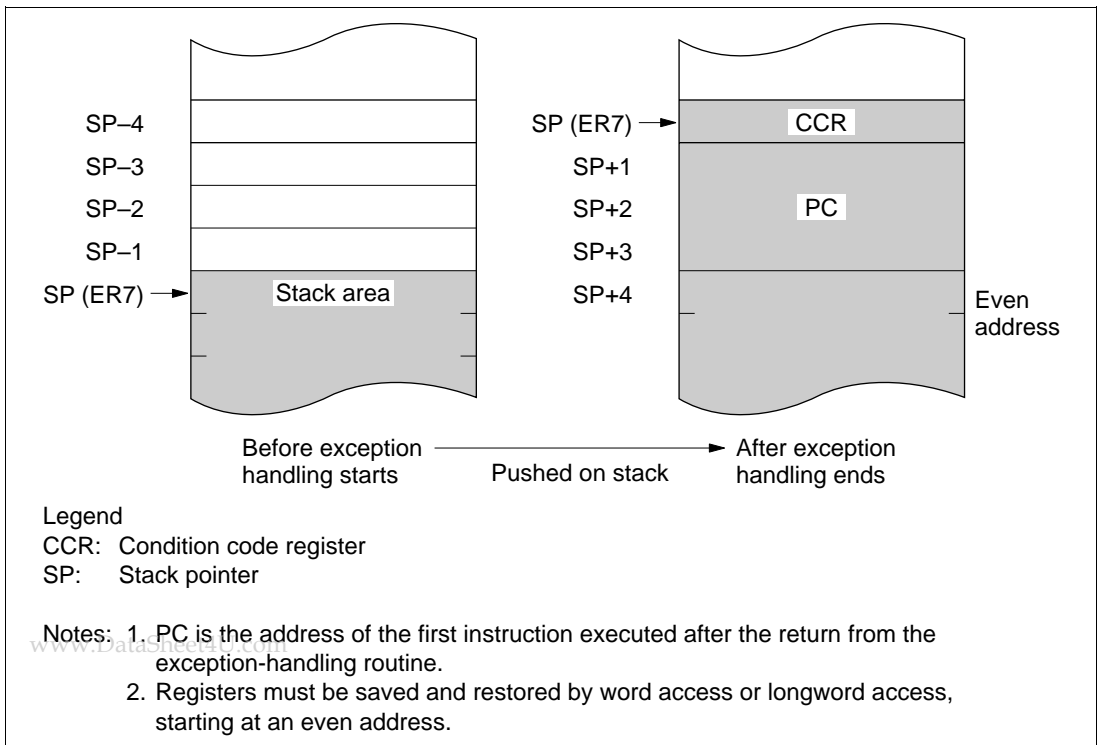 SP–4
SP–3
SP–2
SP–1
SP (ER7)
Stack area
SP (ER7)
SP+1
SP+2
SP+3
SP+4
CCR
PC
Even
address
Before exception
handling starts
Pushed on stack
After exception
handling ends
Legend
CCR: Condition code register
SP: Stack pointer
Notes: 1. PC is the address of the first instruction executed after the return from the
www.DataSheet4U.com
exception-handling routine.
2. Registers must be saved and restored by word access or longword access,
starting at an even address.